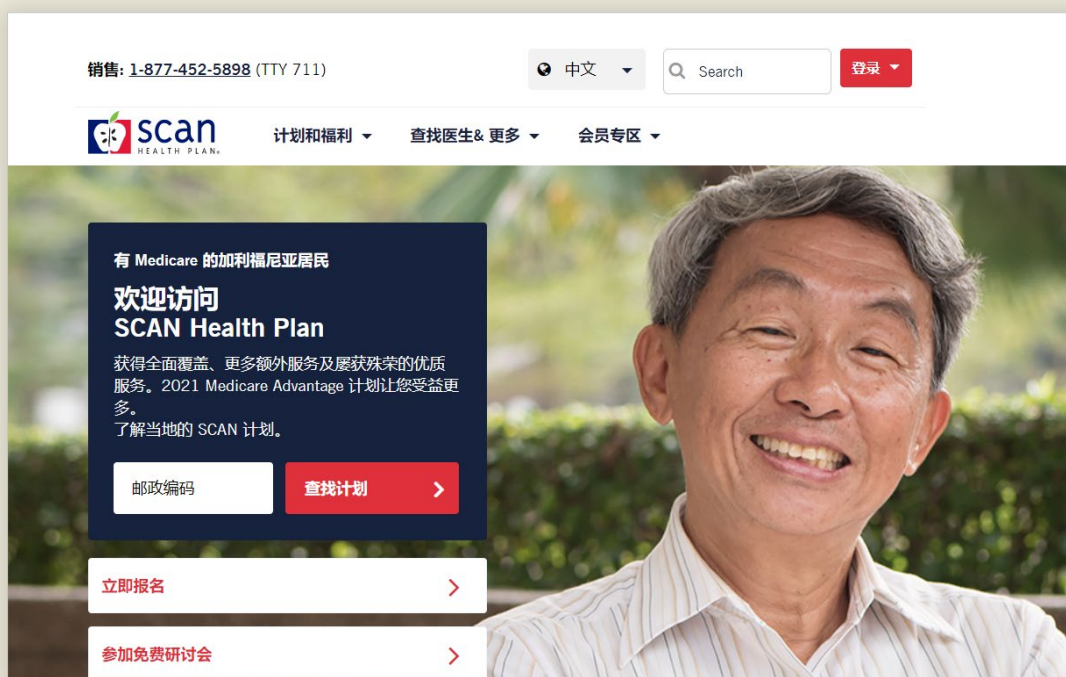 销售: 1-877-452-5898 (TTY 711)
中文
Search
登录
scan
HEALTH PLAN.
计划和福利
查找医生& 更多
会员专区
有 Medicare 的加利福尼亚居民
欢迎访问
SCAN Health Plan
获得全面覆盖、更多额外服务及屡获殊荣的优质
服务。2021 Medicare Advantage 计划让您受益更
多。
了解当地的 SCAN 计划。
邮政编码
查找计划
立即报名
参加免费研讨会